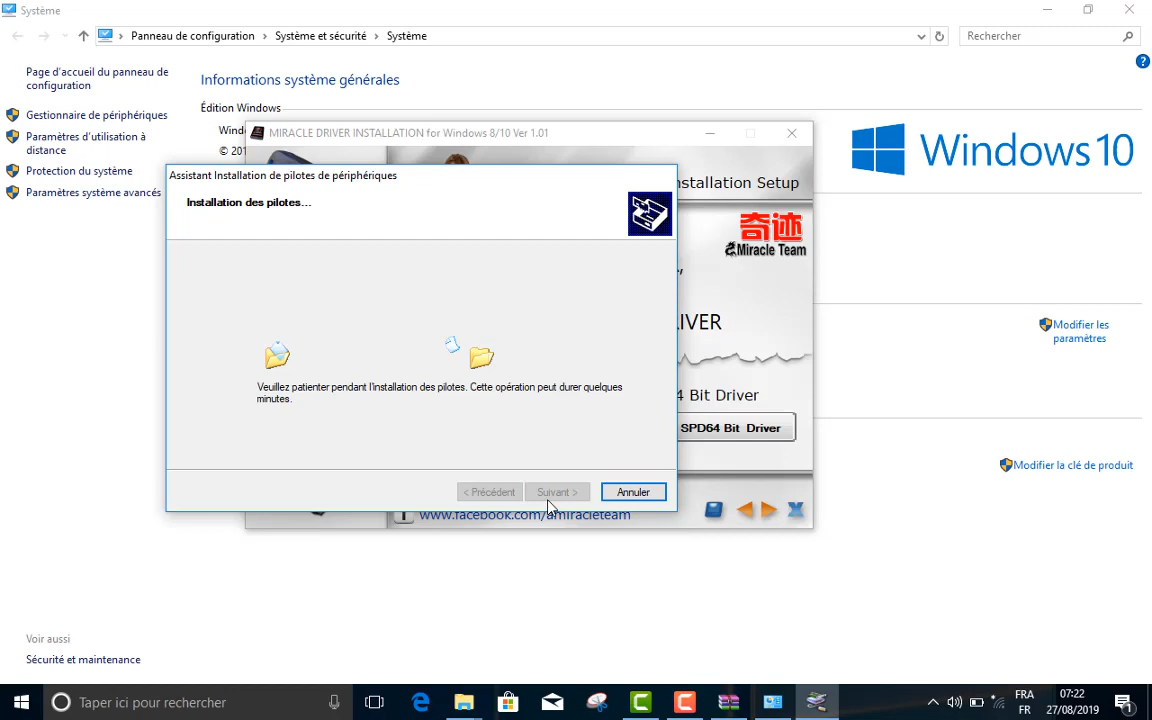 Système
Panneau de configuration > Système et sécurité > Système
Rechercher
Page d'accueil du panneau de
configuration
Gestionnaire de périphériques
Paramètres d'utilisation à
distance
Protection du système
Paramètres système avancés
Informations système générales
Édition Windows
Wind
© 201
Windows 10
MIRACLE DRIVER INSTALLATION for Windows 8/10 Ver 1.01
nstallation Setup
奇迹
Miracle Team
IVER
4 Bit Driver
SPD64 Bit Driver
www.facebook.com/amiracleteam
Assistant Installation de pilotes de périphériques
Installation des pilotes...
Veuillez patienter pendant l'installation des pilotes. Cette opération peut durer quelques
minutes.
< Précédent
Suivant >
Annuler
Modifier les
paramètres
Modifier la clé de produit
Voir aussi
Sécurité et maintenance
Taper ici pour rechercher
FRA
FR
07:22
27/08/2019
1